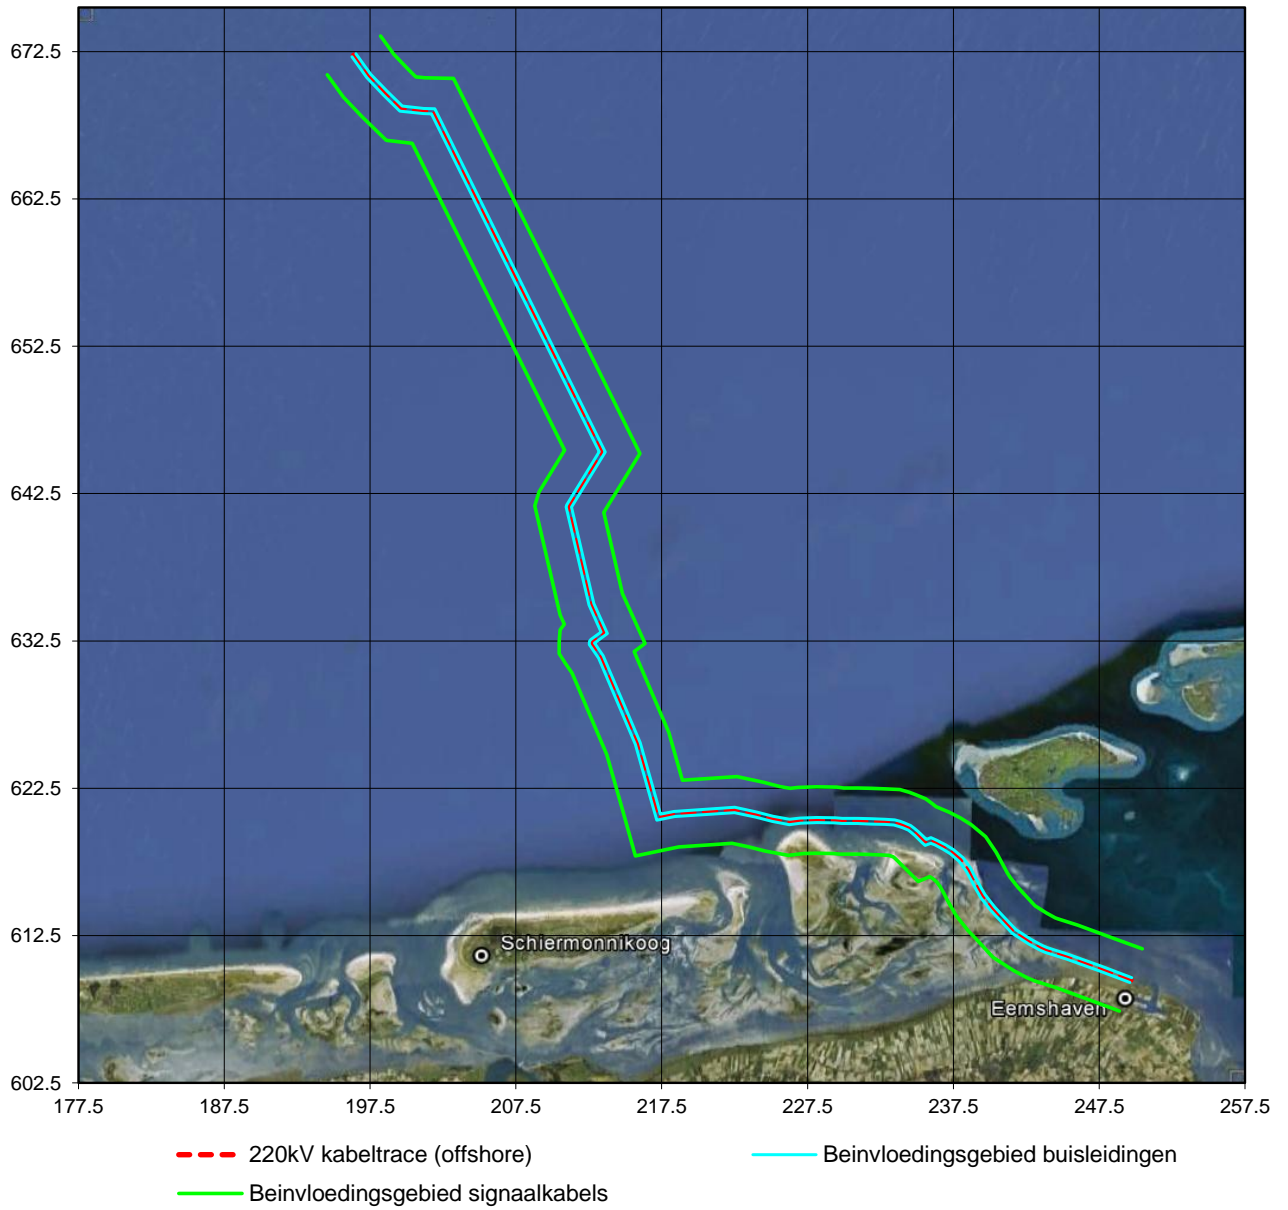 672.5
662.5
652.5
642.5
632.5
622.5
612.5
602.5
Schiermonnikoog
Eemshaven
177.5 187.5 197.5 207.5 217.5 227.5 237.5 247.5 257.5
220kV kabeltrace (offshore)
Beinvloedingsgebied buisleidingen
Beinvloedingsgebied signaalkabels